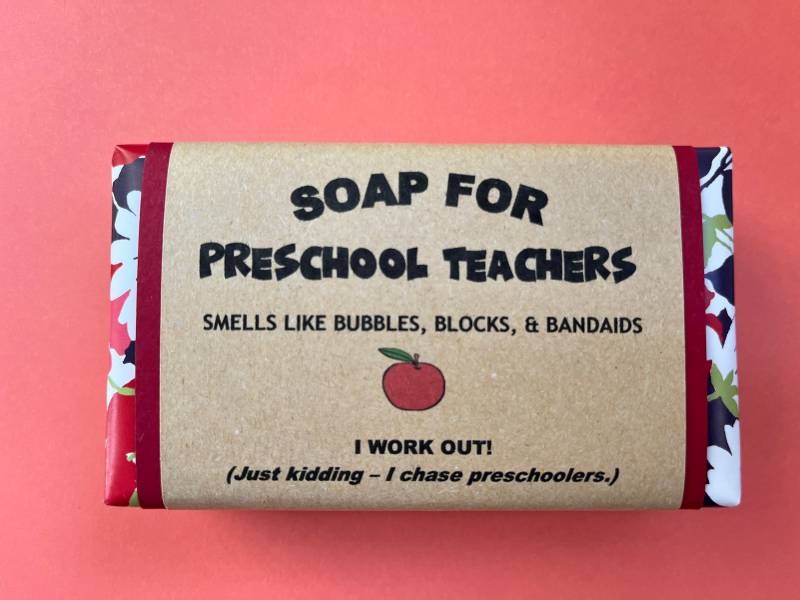 SOAP FOR
PRESCHOOL TEACHERS
SMELLS LIKE BUBBLES, BLOCKS, & BANDAIDS
I WORK OUT!
(Just kidding – I chase preschoolers.)